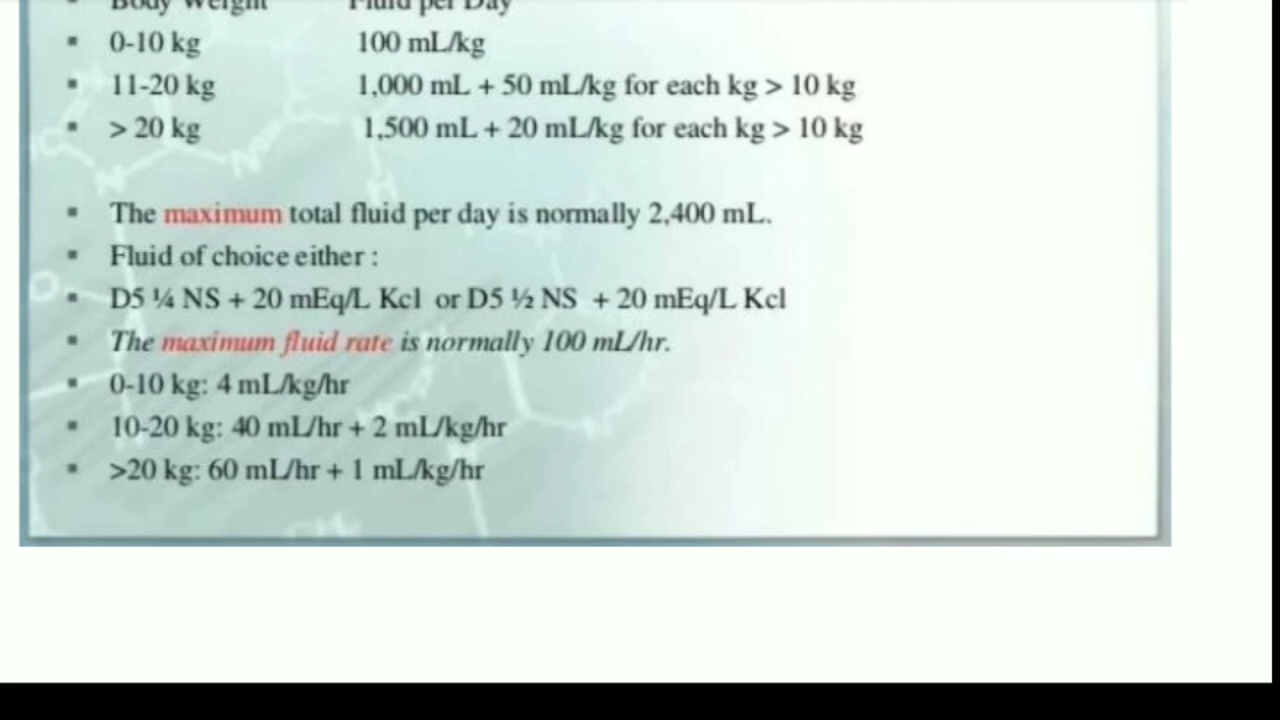 ▪ Body Weight Fluid per Day
▪ 0-10 kg 100 mL/kg
▪ 11-20 kg 1,000 mL + 50 mL/kg for each kg > 10 kg
▪ > 20 kg 1,500 mL + 20 mL/kg for each kg > 10 kg
▪ The maximum total fluid per day is normally 2,400 mL.
▪ Fluid of choice either :
▪ D5 ¼ NS + 20 mEq/L Kcl or D5 ½ NS + 20 mEq/L Kcl
▪ The maximum fluid rate is normally 100 mL/hr.
▪ 0-10 kg: 4 mL/kg/hr
▪ 10-20 kg: 40 mL/hr + 2 mL/kg/hr
▪ >20 kg: 60 mL/hr + 1 mL/kg/hr